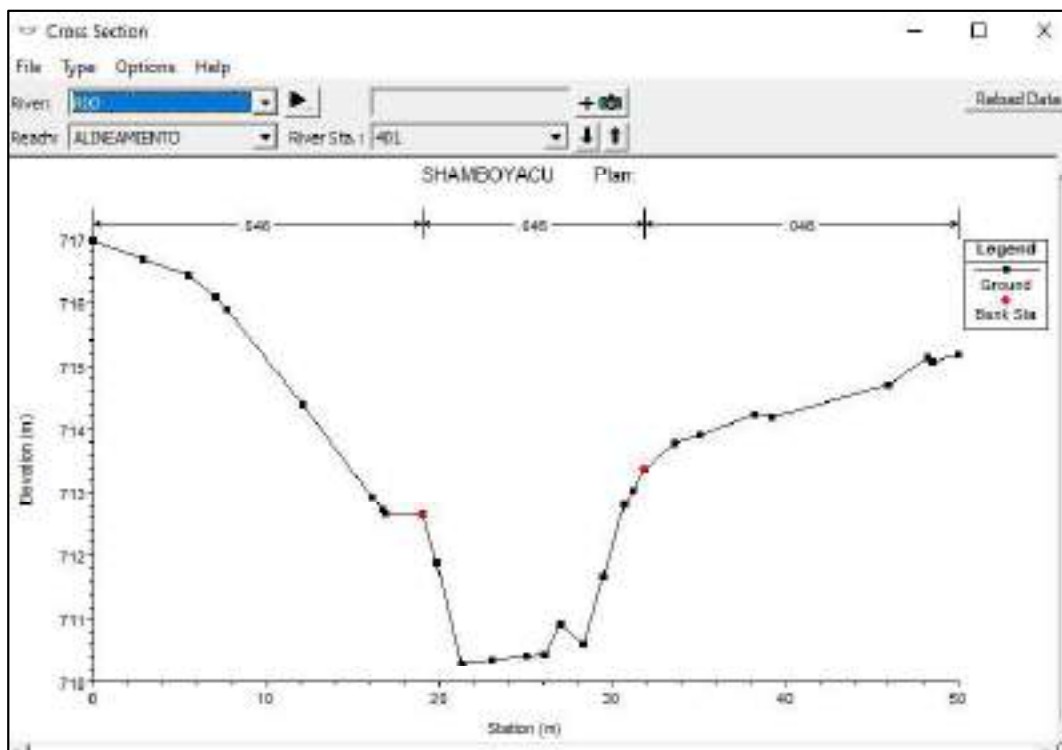 Cross Section
File Type Options Help
River:
Reload Data
Reach: ALINEAMIENTO River Sta.: 401
SHAMBOYACU Plan:
.046 .046 .046
717
716
715
714
713
712
711
710
Elevation (m)
Legend
Ground
Bank Sta
0 10 20 30 40 50
Station (m)